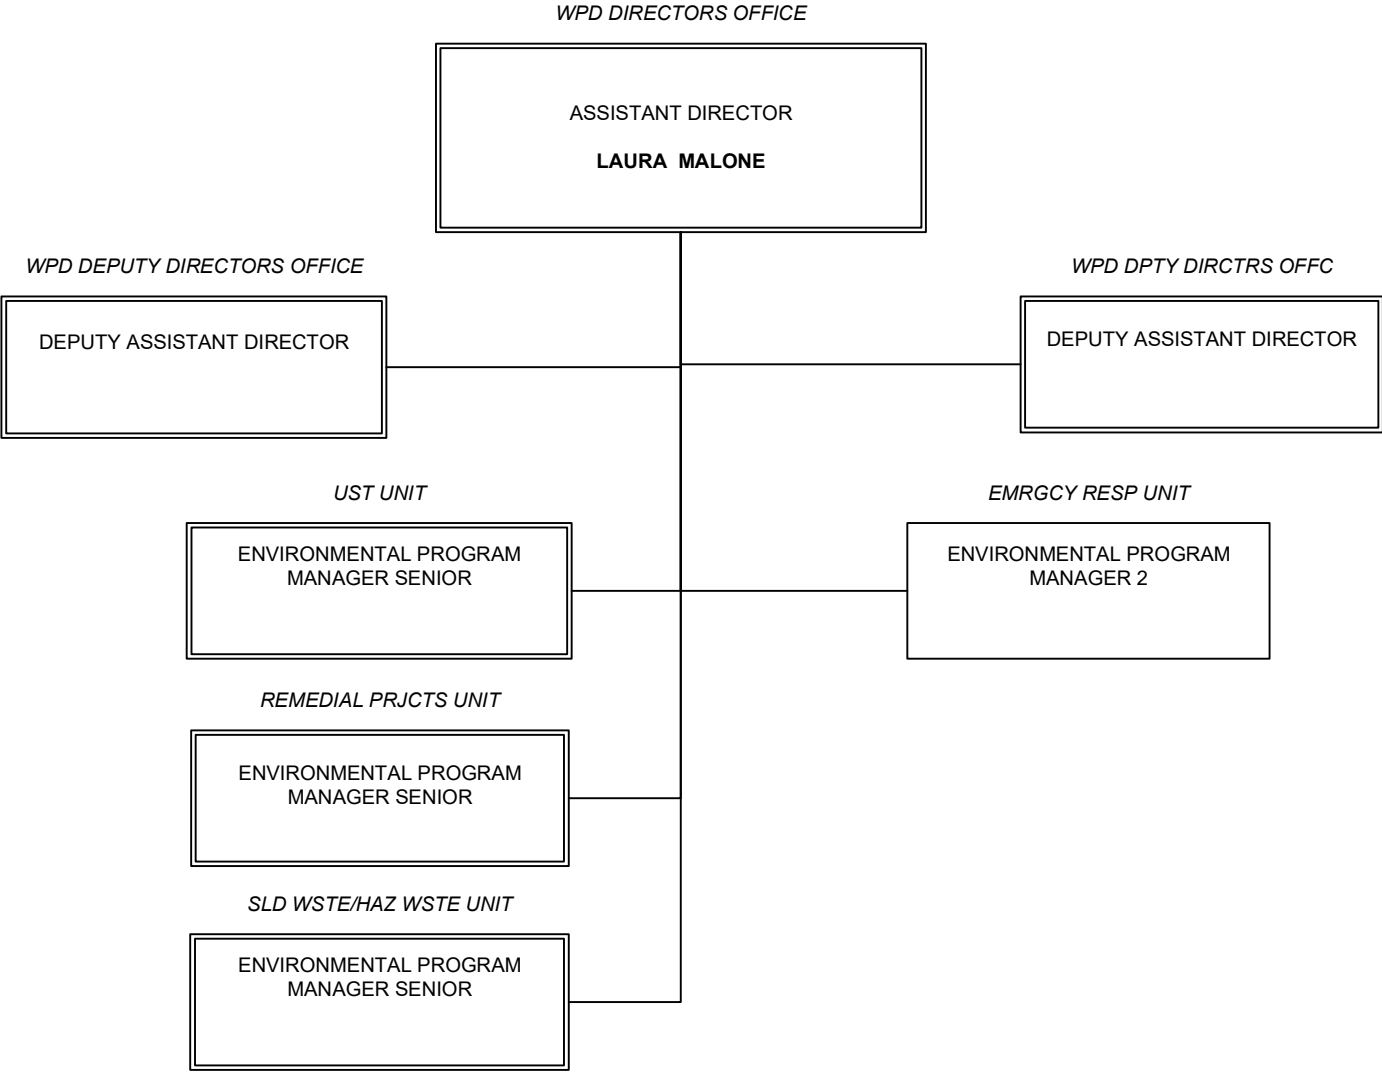 WPD DIRECTORS OFFICE
ASSISTANT DIRECTOR
LAURA MALONE
WPD DEPUTY DIRECTORS OFFICE
DEPUTY ASSISTANT DIRECTOR
WPD DPTY DIRCTRS OFFC
DEPUTY ASSISTANT DIRECTOR
UST UNIT
ENVIRONMENTAL PROGRAM
MANAGER SENIOR
EMRGCY RESP UNIT
ENVIRONMENTAL PROGRAM
MANAGER 2
REMEDIAL PRJCTS UNIT
ENVIRONMENTAL PROGRAM
MANAGER SENIOR
SLD WSTE/HAZ WSTE UNIT
ENVIRONMENTAL PROGRAM
MANAGER SENIOR